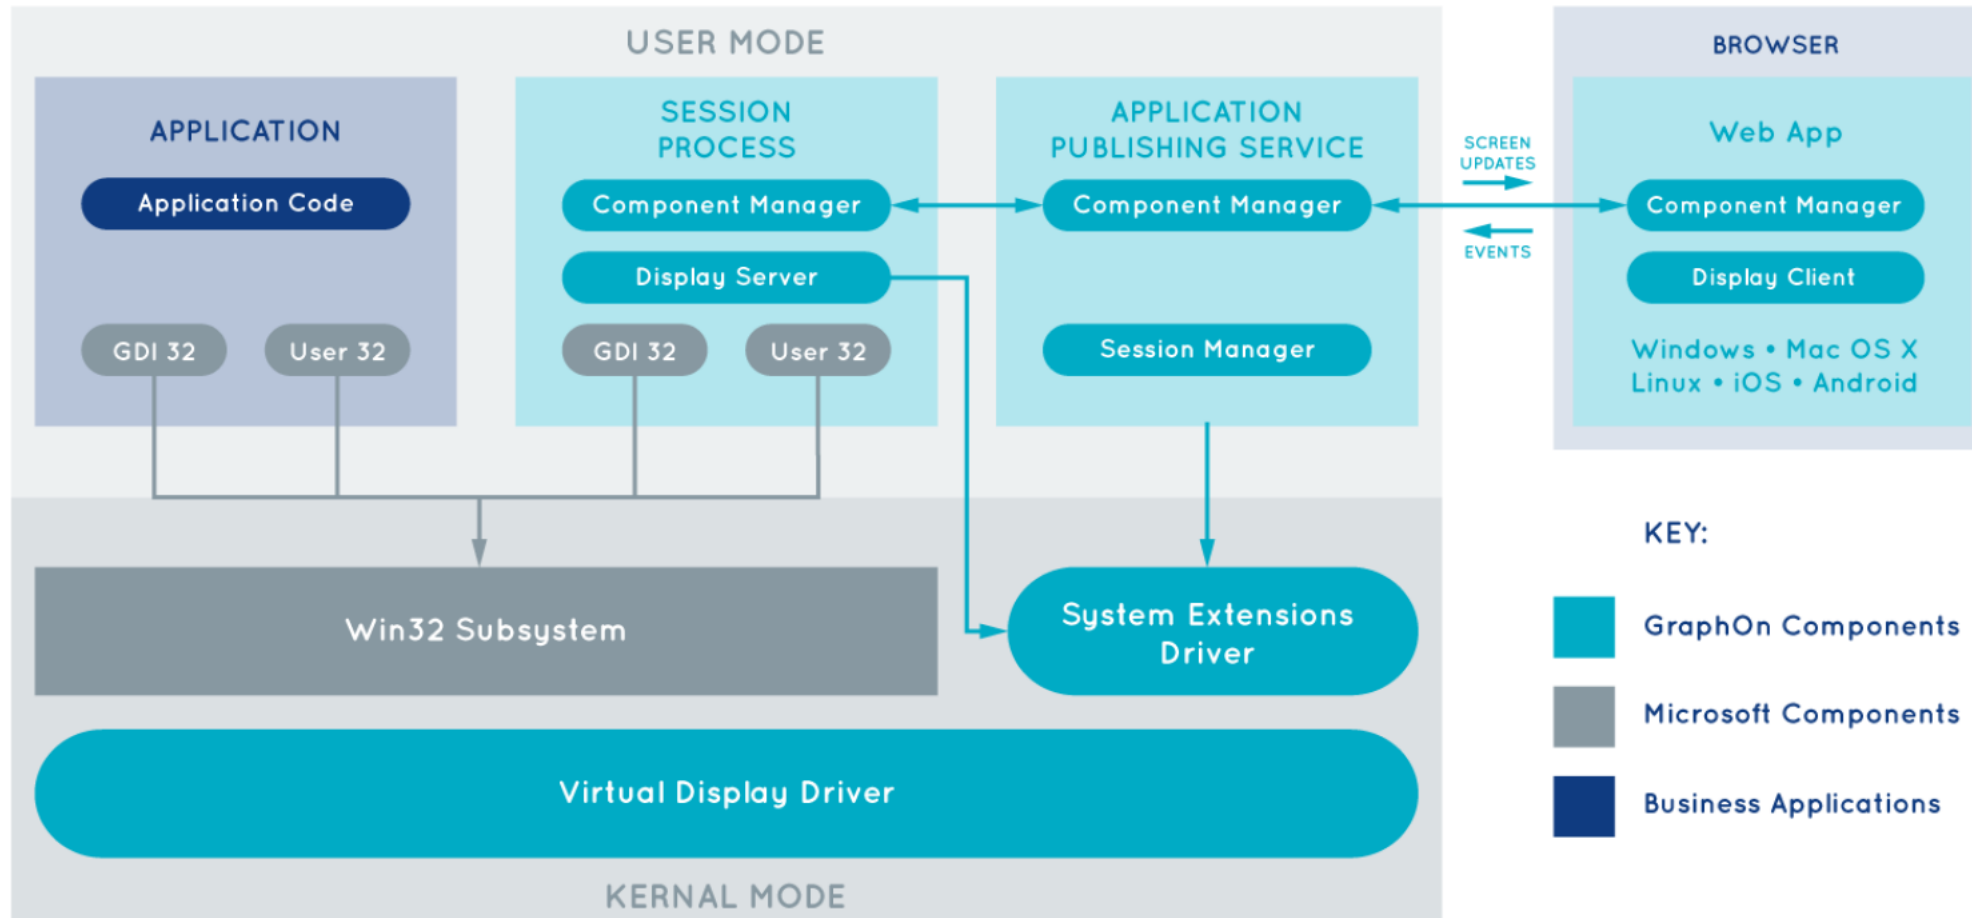 USER MODE
APPLICATION
Application Code
GDI 32
User 32
SESSION
PROCESS
Component Manager
Display Server
GDI 32
User 32
APPLICATION
PUBLISHING SERVICE
Component Manager
Session Manager
SCREEN
UPDATES
EVENTS
BROWSER
Web App
Component Manager
Display Client
Windows • Mac OS X
Linux • iOS • Android
Win32 Subsystem
System Extensions
Driver
Virtual Display Driver
KERNAL MODE
KEY:
GraphOn Components
Microsoft Components
Business Applications